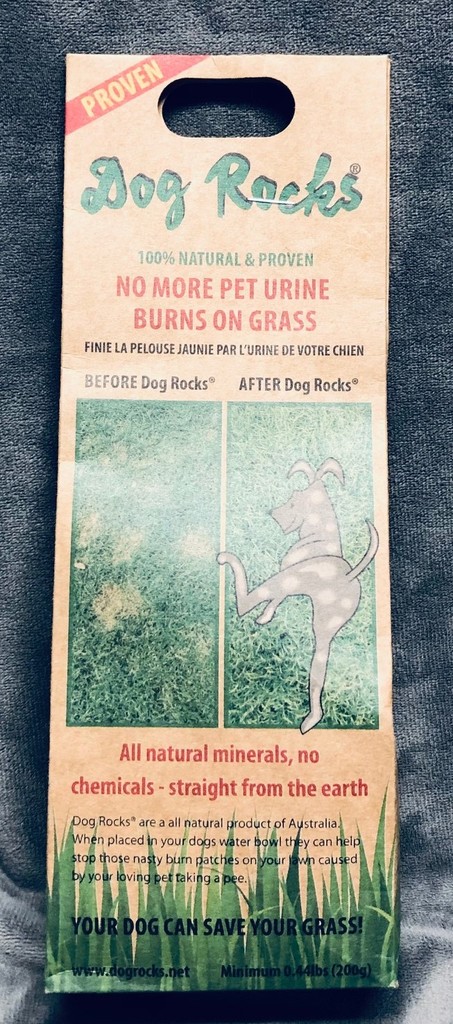 PROVEN
Dog Rocks®
100% NATURAL & PROVEN
NO MORE PET URINE
BURNS ON GRASS
FINIE LA PELOUSE JAUNIE PAR L'URINE DE VOTRE CHIEN
BEFORE Dog Rocks® AFTER Dog Rocks®
All natural minerals, no
chemicals - straight from the earth
Dog Rocks® are a all natural product of Australia.
When placed in your dogs water bowl they can help
stop those nasty burn patches on your lawn caused
by your loving pet taking a pee.
YOUR DOG CAN SAVE YOUR GRASS!
www.dogrocks.net Minimum 0.44lbs (200g)